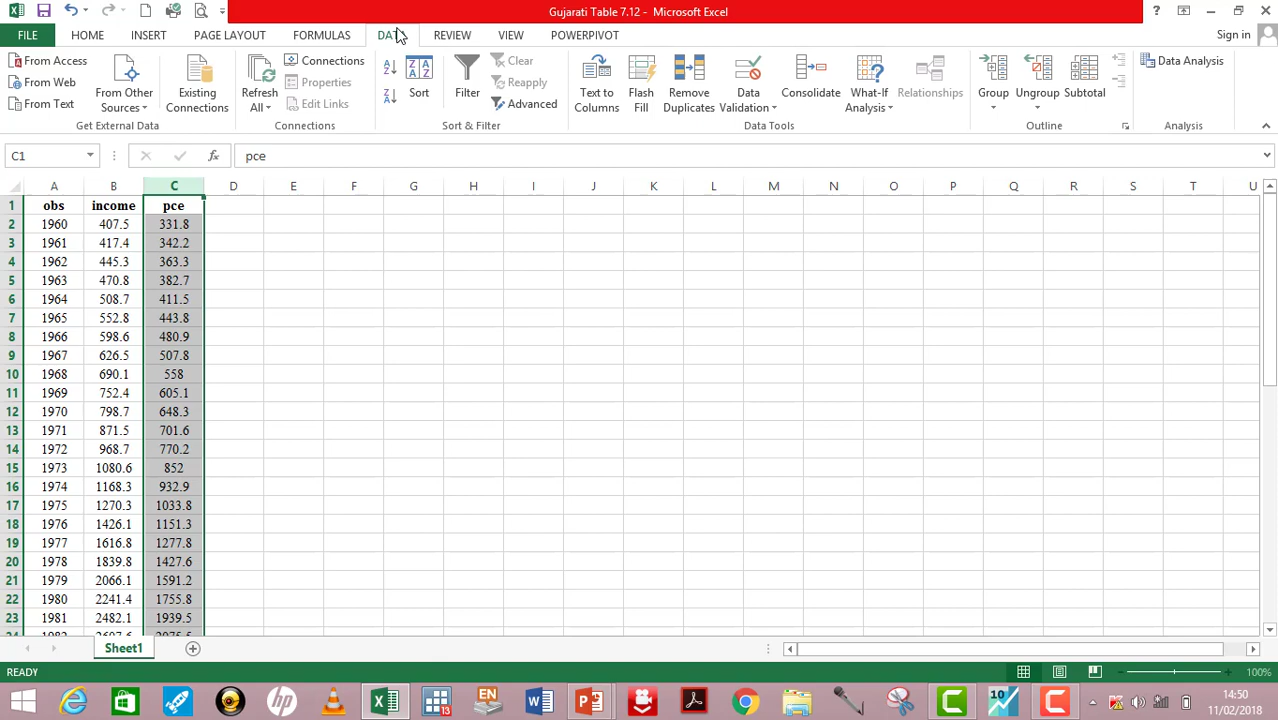 Gujarati Table 7.12 - Microsoft Excel
?
FILE HOME INSERT PAGE LAYOUT FORMULAS DATA REVIEW VIEW POWERPIVOT Sign in
From Access
From Web
From Text
From Other Sources
Existing Connections
Get External Data
Refresh All
Connections
Properties
Edit Links
Connections
Sort
Filter
Clear
Reapply
Advanced
Sort & Filter
Text to Columns
Flash Fill
Remove Duplicates
Data Validation
Consolidate
What-If Analysis
Relationships
Data Tools
Group
Ungroup
Subtotal
Outline
Data Analysis
Analysis
C1 fx pce
A B C D E F G H I J K L M N O P Q R S T U
1 obs income pce
2 1960 407.5 331.8
3 1961 417.4 342.2
4 1962 445.3 363.3
5 1963 470.8 382.7
6 1964 508.7 411.5
7 1965 552.8 443.8
8 1966 598.6 480.9
9 1967 626.5 507.8
10 1968 690.1 558
11 1969 752.4 605.1
12 1970 798.7 648.3
13 1971 871.5 701.6
14 1972 968.7 770.2
15 1973 1080.6 852
16 1974 1168.3 932.9
17 1975 1270.3 1033.8
18 1976 1426.1 1151.3
19 1977 1616.8 1277.8
20 1978 1839.8 1427.6
21 1979 2066.1 1591.2
22 1980 2241.4 1755.8
23 1981 2482.1 1939.5
Sheet1
READY 100%
14:50
11/02/2018